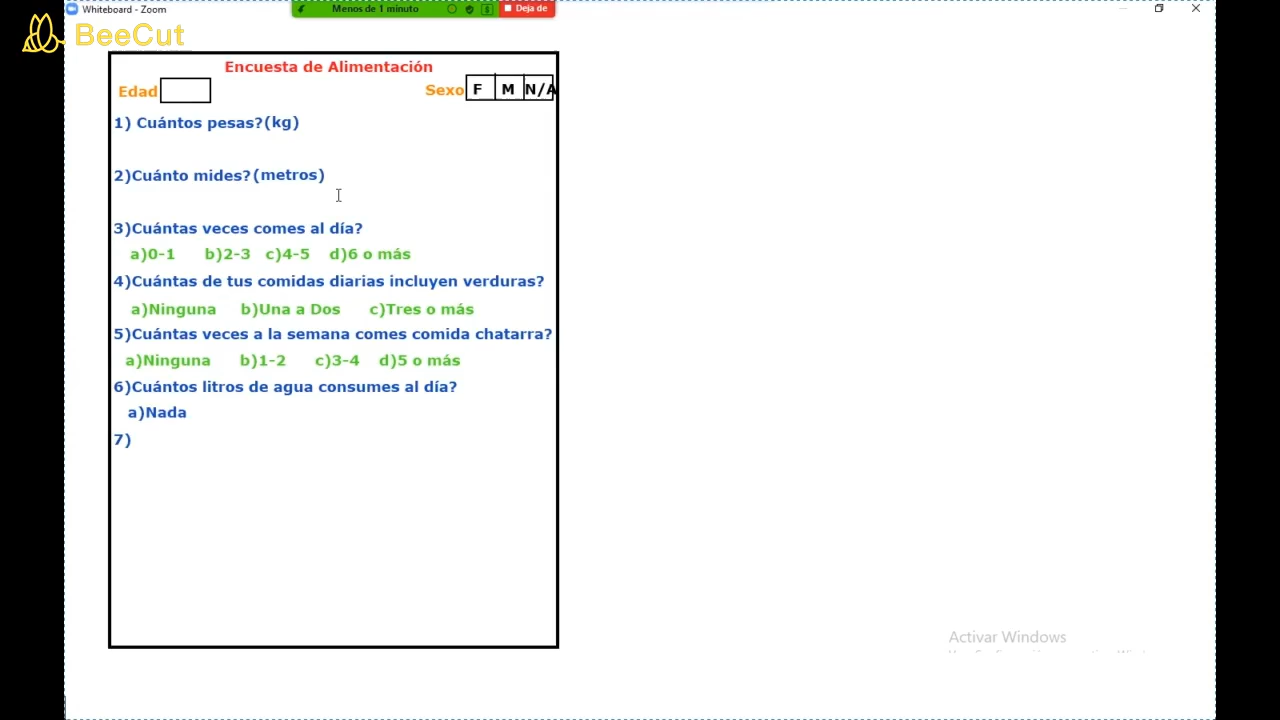 Whiteboard - Zoom
Menos de 1 minuto
Deja de
BeeCut
Encuesta de Alimentación
Edad
Sexo F M N/A
1) Cuántos pesas?(kg)
2)Cuánto mides?(metros)
3)Cuántas veces comes al día?
a)0-1 b)2-3 c)4-5 d)6 o más
4)Cuántas de tus comidas diarias incluyen verduras?
a)Ninguna b)Una a Dos c)Tres o más
5)Cuántas veces a la semana comes comida chatarra?
a)Ninguna b)1-2 c)3-4 d)5 o más
6)Cuántos litros de agua consumes al día?
a)Nada
7)
Activar Windows